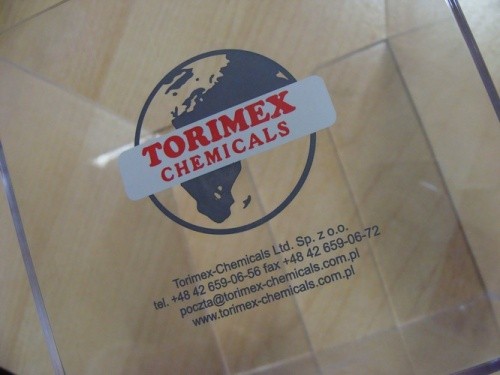 TORIMEX
CHEMICALS
Torimex-Chemicals Ltd. Sp. z o.o.
tel. +48 42 659-06-56 fax +48 42 659-06-72
poczta@torimex-chemicals.com.pl
www.torimex-chemicals.com.pl